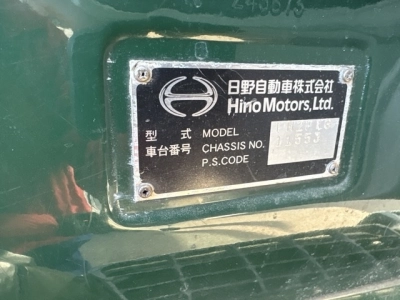 日野自動車株式会社
Hino Motors, Ltd.
型 式 MODEL
車台番号 CHASSIS NO.
P.S.CODE